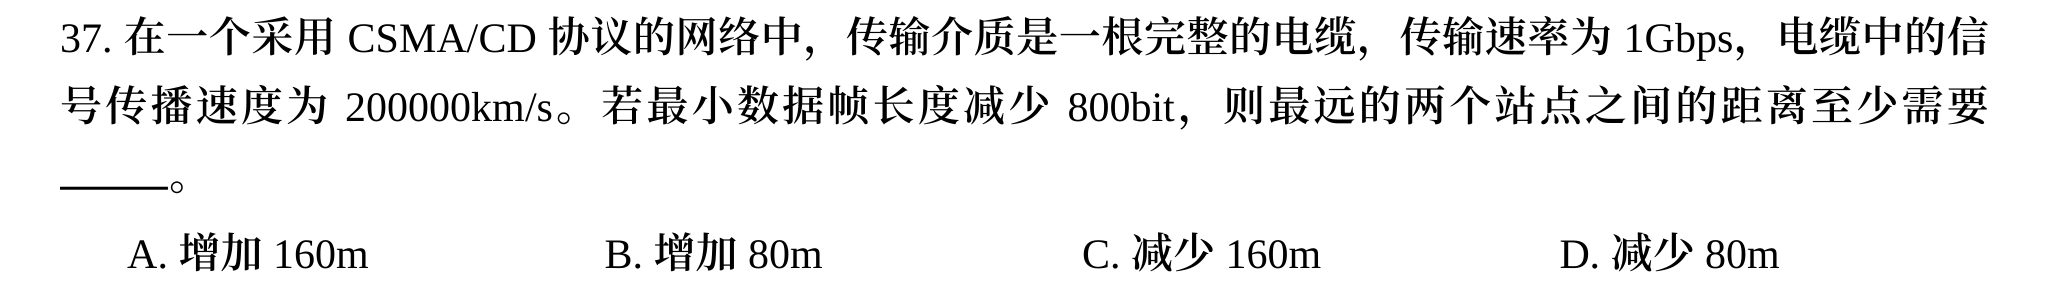 37. 在一个采用 CSMA/CD 协议的网络中，传输介质是一根完整的电缆，传输速率为 1Gbps，电缆中的信
号传播速度为 200000km/s。若最小数据帧长度减少 800bit，则最远的两个站点之间的距离至少需要
_____。
A. 增加 160m B. 增加 80m C. 减少 160m D. 减少 80m